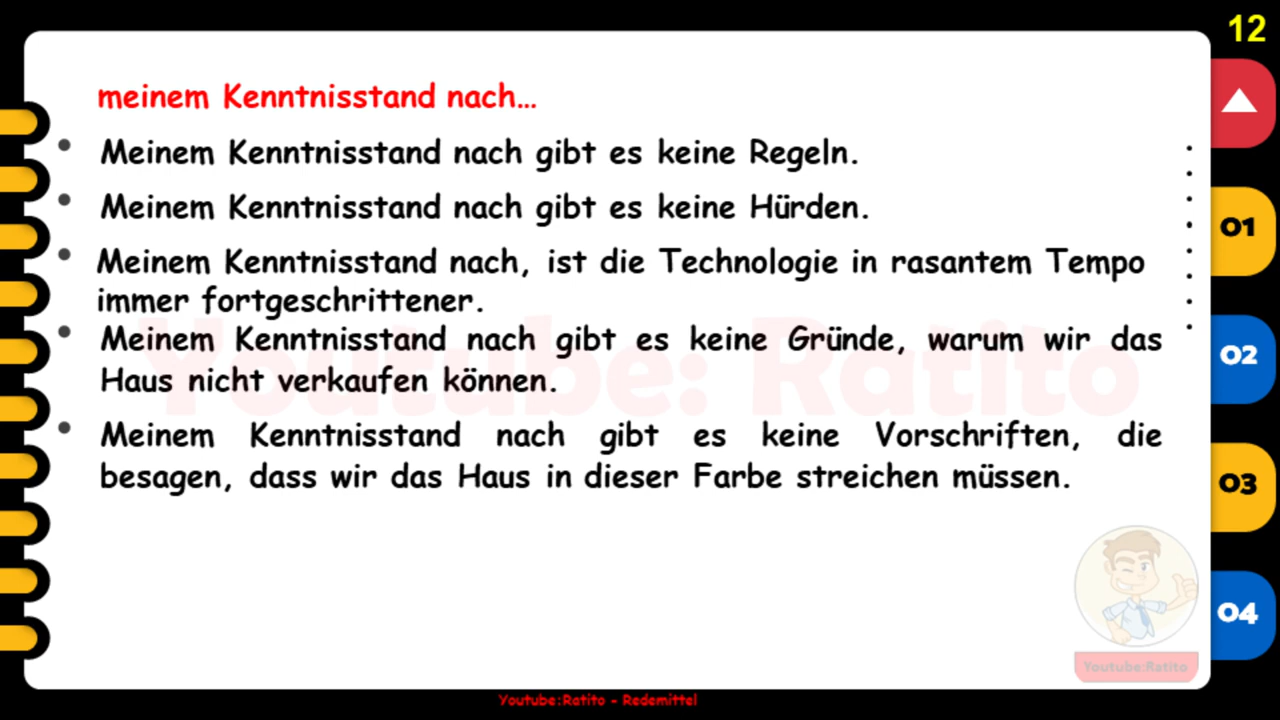 12
meinem Kenntnisstand nach...
Meinem Kenntnisstand nach gibt es keine Regeln.
Meinem Kenntnisstand nach gibt es keine Hürden.
Meinem Kenntnisstand nach, ist die Technologie in rasantem Tempo
immer fortgeschrittener.
Meinem Kenntnisstand nach gibt es keine Gründe, warum wir das
Haus nicht verkaufen können.
Meinem Kenntnisstand nach gibt es keine Vorschriften, die
besagen, dass wir das Haus in dieser Farbe streichen müssen.
01
02
03
04
Youtube: Ratito
Youtube:Ratito
Youtube:Ratito - Redemittel